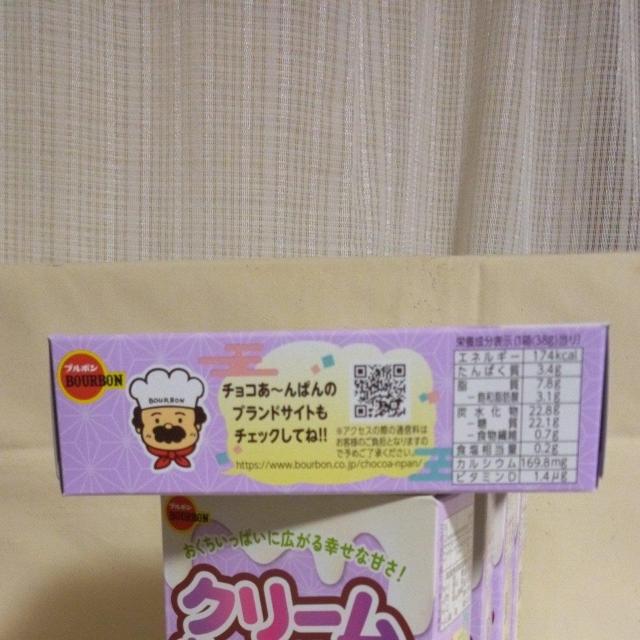 ブルボン
BOURBON
BOURBON
チョコあ〜んぱんの
ブランドサイトも
チェックしてね!!
※アクセスの際の通信料は
お客様のご負担となりますの
で予めご了承ください。
https://www.bourbon.co.jp/chocoa-npan/
栄養成分表示(1箱(38g)当り)
エネルギー 174kcal
たんぱく質 3.4g
脂質 7.8g
－飽和脂肪酸 3.1g
炭水化物 22.8g
－糖質 22.1g
－食物繊維 0.7g
食塩相当量 0.2g
カルシウム 169.8mg
ビタミンD 1.4μg
ブルボン
BOURBON
おくちいっぱいに広がる幸せな甘さ!
クリーム